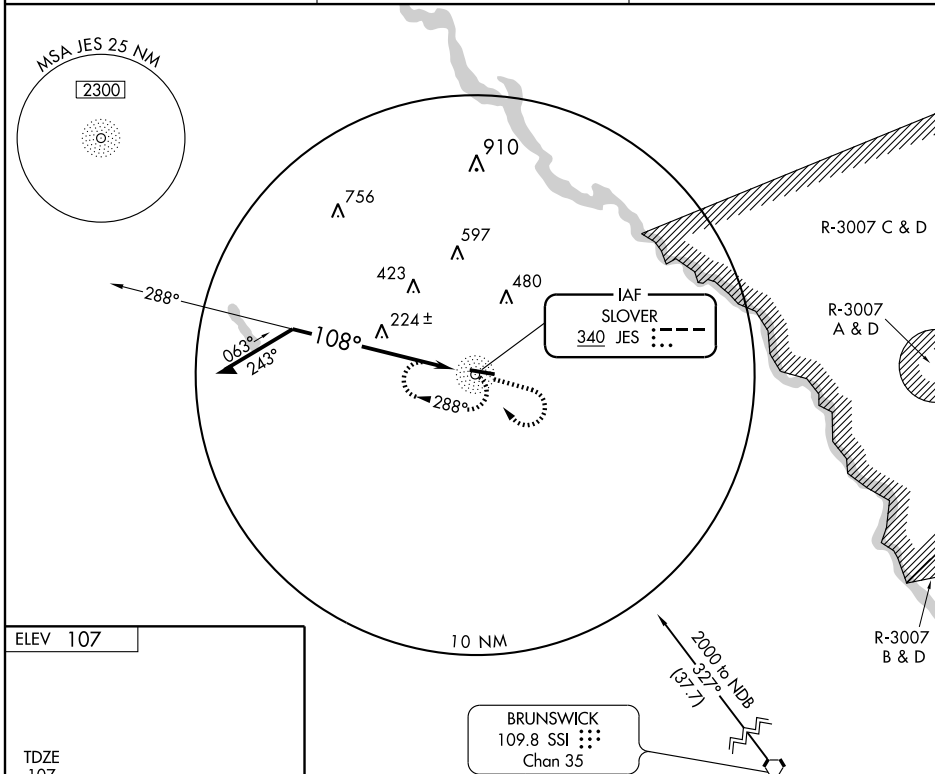 MSA JES 25 NM
2300
910
756
597
423
480
224 ±
R-3007 C & D
R-3007
A & D
IAF
SLOVER
340 JES
288°
108°
063°
243°
288°
10 NM
R-3007
B & D
2000 to NDB
327°
(37.7)
BRUNSWICK
109.8 SSI
Chan 35
ELEV 107
TDZE
107